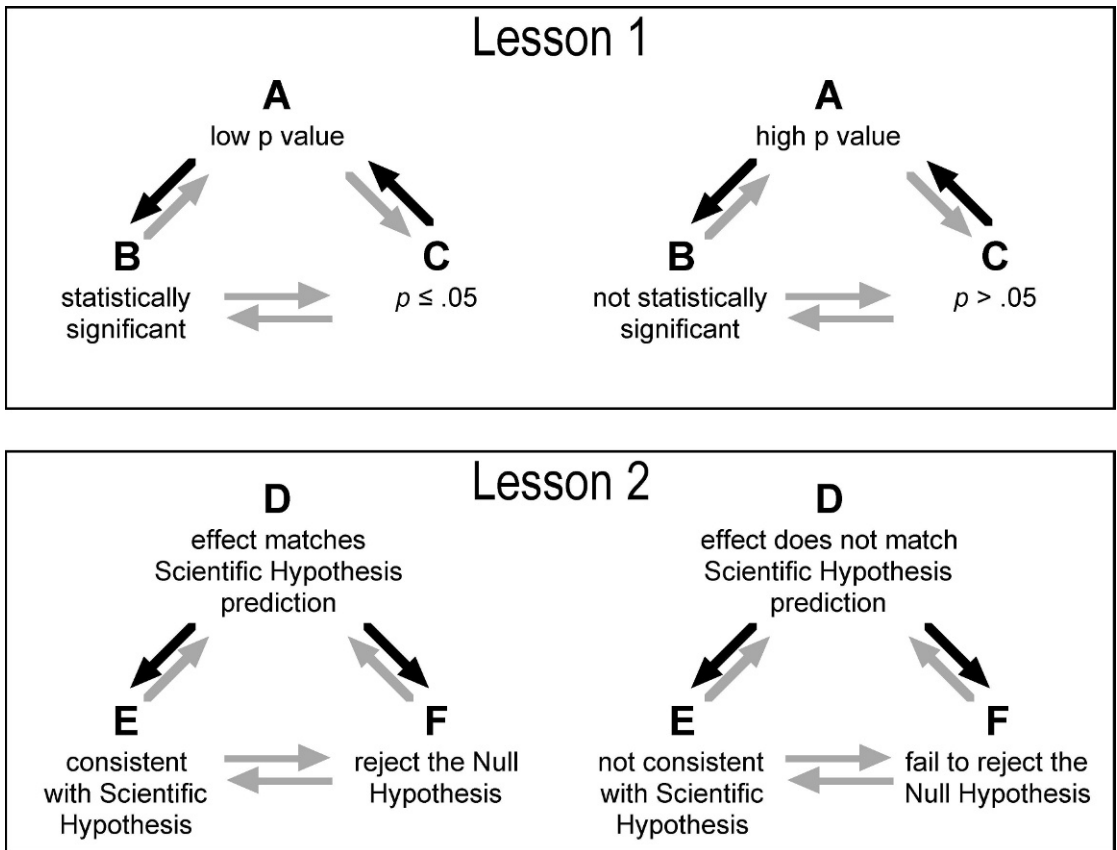 Lesson 1
A
low p value
B
statistically
significant
C
p ≤ .05
A
high p value
B
not statistically
significant
C
p > .05
Lesson 2
D
effect matches
Scientific Hypothesis
prediction
E
consistent
with Scientific
Hypothesis
F
reject the Null
Hypothesis
D
effect does not match
Scientific Hypothesis
prediction
E
not consistent
with Scientific
Hypothesis
F
fail to reject the
Null Hypothesis